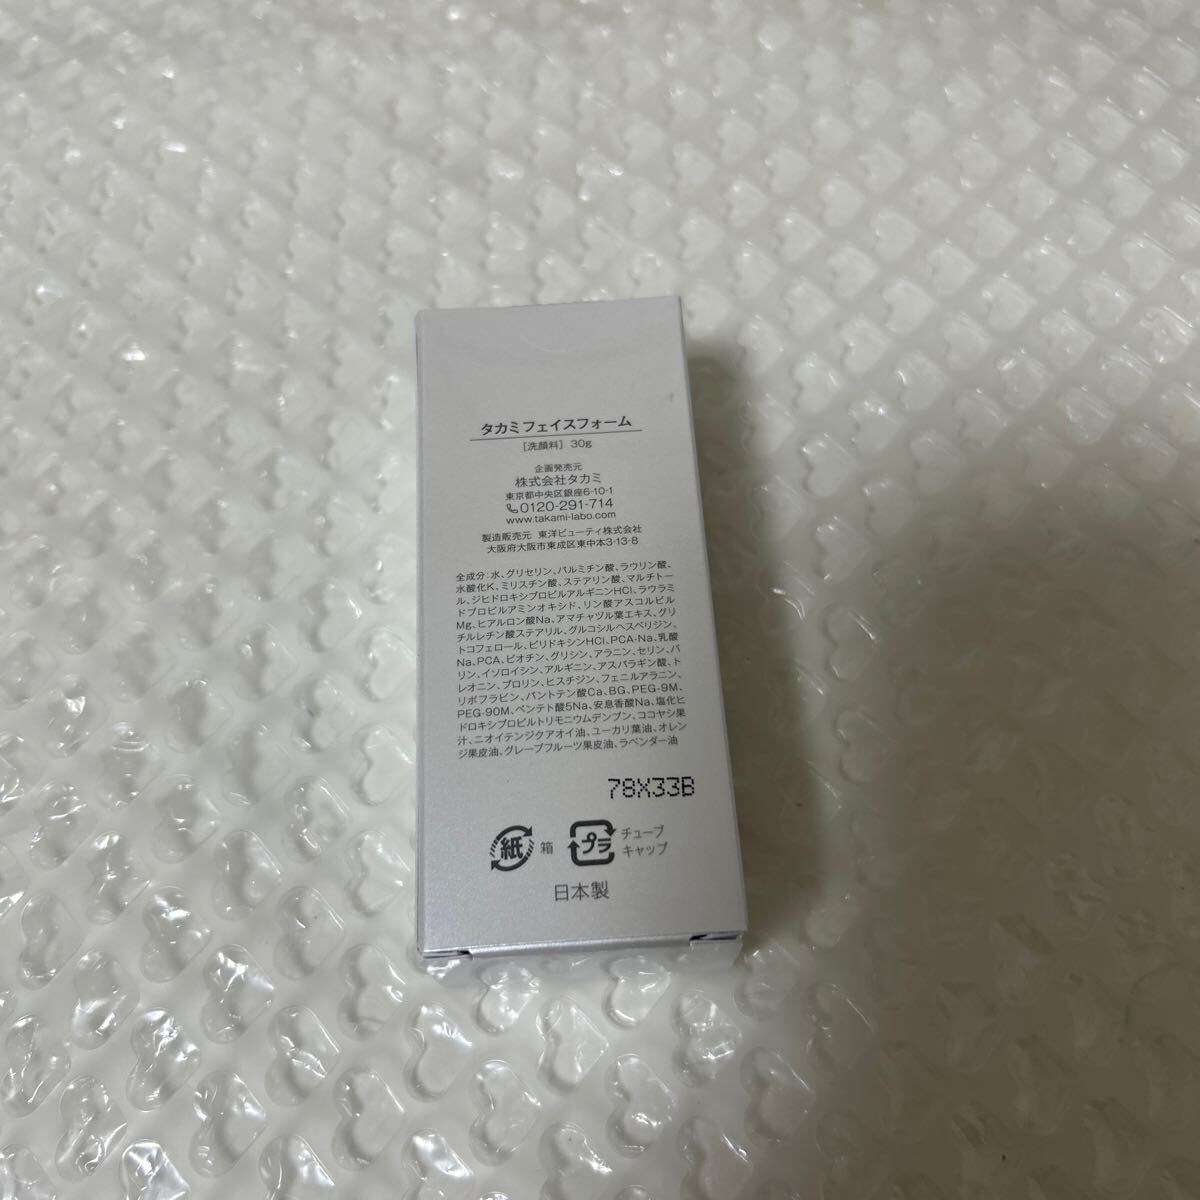 タカミフェイスフォーム
[洗顔料] 30g
企画発売元
株式会社タカミ
東京都中央区銀座6-10-1
0120-291-714
www.takami-labo.com
製造販売元 東洋ビューティ株式会社
大阪府大阪市東成区東中本3-13-8
全成分:水、グリセリン、パルミチン酸、ラウリン酸、
水酸化K、ミリスチン酸、ステアリン酸、マルチトー
ル、ジヒドロキシプロピルアルギニンHCl、ラウラミ
ドプロピルアミンオキシド、リン酸アスコルビル
Mg、ヒアルロン酸Na、アマチャヅル葉エキス、グリ
チルレチン酸ステアリル、グルコシルヘスペリジン、
トコフェロール、ピリドキシンHCl、PCA-Na、乳酸
Na、PCA、ビオチン、グリシン、アラニン、セリン、バ
リン、イソロイシン、アルギニン、アスパラギン酸、ト
レオニン、プロリン、ヒスチジン、フェニルアラニン、
リボフラビン、パントテン酸Ca、BG、PEG-9M、
PEG-90M、ペンテト酸5Na、安息香酸Na、塩化ヒ
ドロキシプロピルトリモニウムデンプン、ココヤシ果
汁、ニオイテンジクアオイ油、ユーカリ葉油、オレン
ジ果皮油、グレープフルーツ果皮油、ラベンダー油
78X33B
紙 箱 プラ チューブ
キャップ
日本製